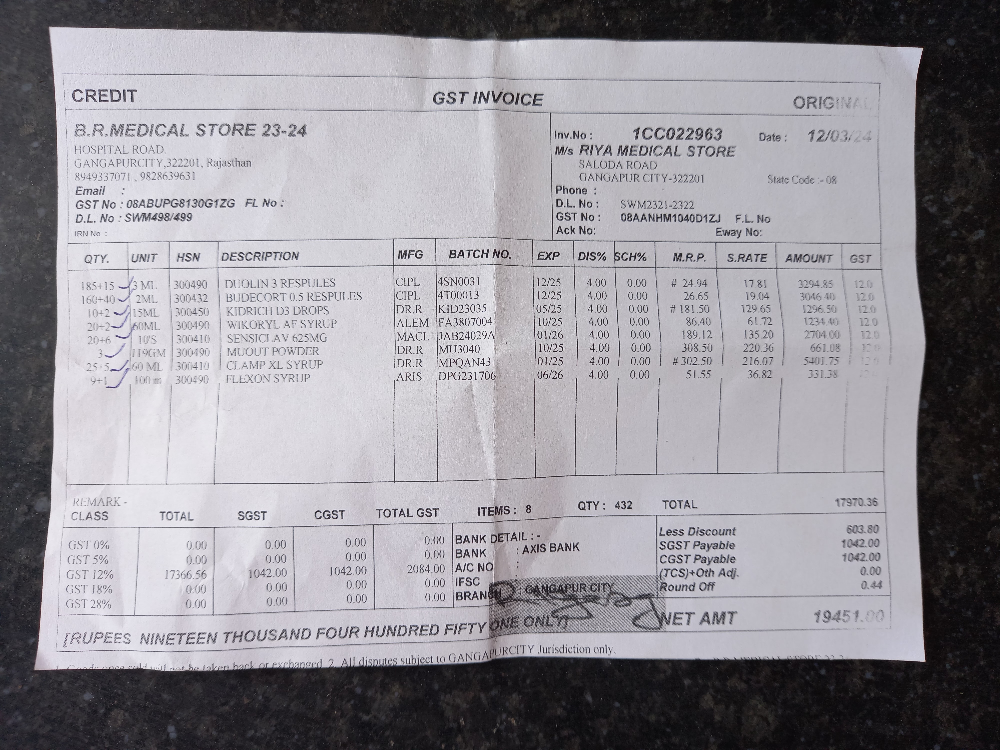 CREDIT GST INVOICE ORIGINAL
B.R.MEDICAL STORE 23-24
HOSPITAL ROAD
GANGAPURCITY,322201, Rajasthan
8949337071 , 9828639631
Email :
GST No : 08ABUPG8130G1ZG FL No :
D.L. No : SWM498/499
IRN No :
Inv.No : 1CC022963 Date : 12/03/24
M/s RIYA MEDICAL STORE
SALODA ROAD
GANGAPUR CITY-322201 State Code :- 08
Phone :
D.L. No : SWM2321-2322
GST No : 08AANHM1040D1ZJ F.L. No
Ack No: Eway No:
QTY. UNIT HSN DESCRIPTION MFG BATCH NO. EXP DIS% SCH% M.R.P. S.RATE AMOUNT GST
185+15 3 ML 300490 DUOLIN 3 RESPULES CIPL 4SN0031 12/25 4.00 0.00 # 24.94 17.81 3294.85 12.0
160+40 2ML 300432 BUDECORT 0.5 RESPULES CIPL 4T00013 12/25 4.00 0.00 26.65 19.04 3046.40 12.0
10+2 15ML 300450 KIDRICH D3 DROPS DR.R KID23035 05/25 4.00 0.00 # 181.50 129.65 1296.50 12.0
20+2 60ML 300490 WIKORYL AF SYRUP ALEM FA3807004 10/25 4.00 0.00 86.40 61.72 1234.40 12.0
20+6 10'S 300410 SENSICLAV 625MG MACL JAB24029A 01/26 4.00 0.00 189.12 135.20 2704.00 12.0
3 119GM 300490 MUOUT POWDER DR.R MU3040 10/25 4.00 0.00 308.50 220.36 661.08
25+5 60 ML 300410 CLAMP XL SYRUP DR.R MPQAN43 01/25 4.00 0.00 # 302.50 216.07 5401.75
9+1 100 m 300490 FLEXON SYRUP ARIS DPG231706 06/26 4.00 0.00 51.55 36.82 331.38
REMARK - ITEMS : 8 QTY : 432 TOTAL 17970.36
CLASS TOTAL SGST CGST TOTAL GST
GST 0% 0.00 0.00 0.00 0.00
GST 5% 0.00 0.00 0.00 0.00
GST 12% 17366.56 1042.00 1042.00 2084.00
GST 18% 0.00 0.00 0.00 0.00
GST 28% 0.00 0.00 0.00 0.00
BANK DETAIL : -
BANK : AXIS BANK
A/C NO
IFSC
BRANCH GANGAPUR CITY
Less Discount 603.80
SGST Payable 1042.00
CGST Payable 1042.00
(TCS)+Oth Adj. 0.00
Round Off 0.44
NET AMT 19451.00
[RUPEES NINETEEN THOUSAND FOUR HUNDRED FIFTY ONE ONLY]
1. Goods once sold will not be taken back or exchanged 2. All disputes subject to GANGAPURCITY Jurisdiction only.